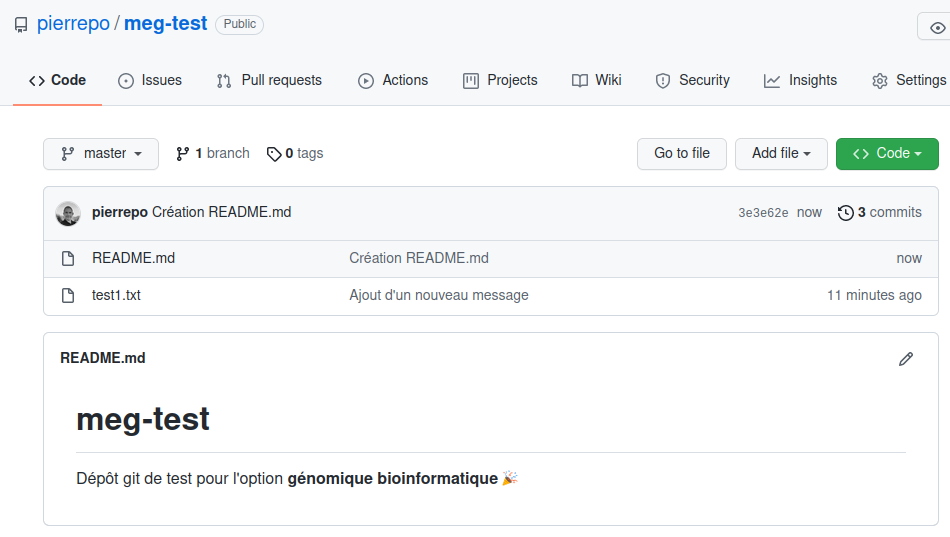 pierrepo / meg-test Public
Code Issues Pull requests Actions Projects Wiki Security Insights Settings
master 1 branch 0 tags Go to file Add file Code
pierrepo Création README.md 3e3e62e now 3 commits
README.md Création README.md now
test1.txt Ajout d'un nouveau message 11 minutes ago
README.md
meg-test
Dépôt git de test pour l'option génomique bioinformatique 🎉